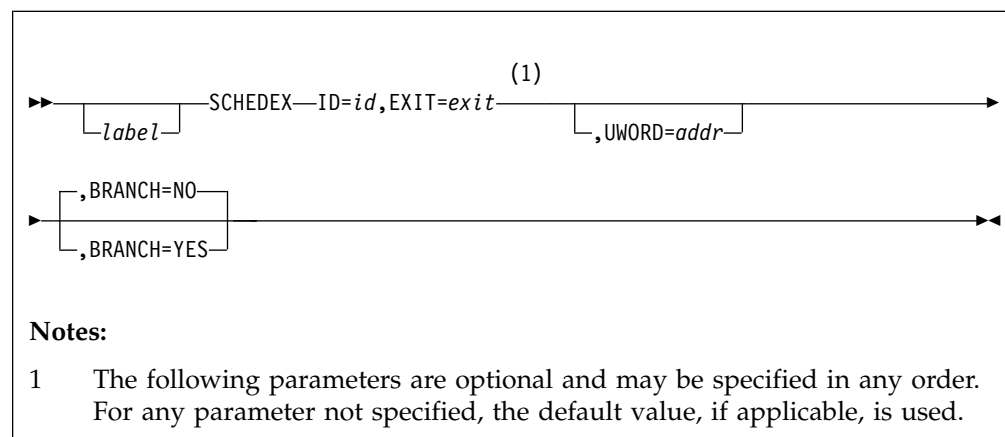 (1)
SCHEDEX ID=id,EXIT=exit
label
,UWORD=addr
,BRANCH=NO
,BRANCH=YES
Notes:
1 The following parameters are optional and may be specified in any order.
For any parameter not specified, the default value, if applicable, is used.